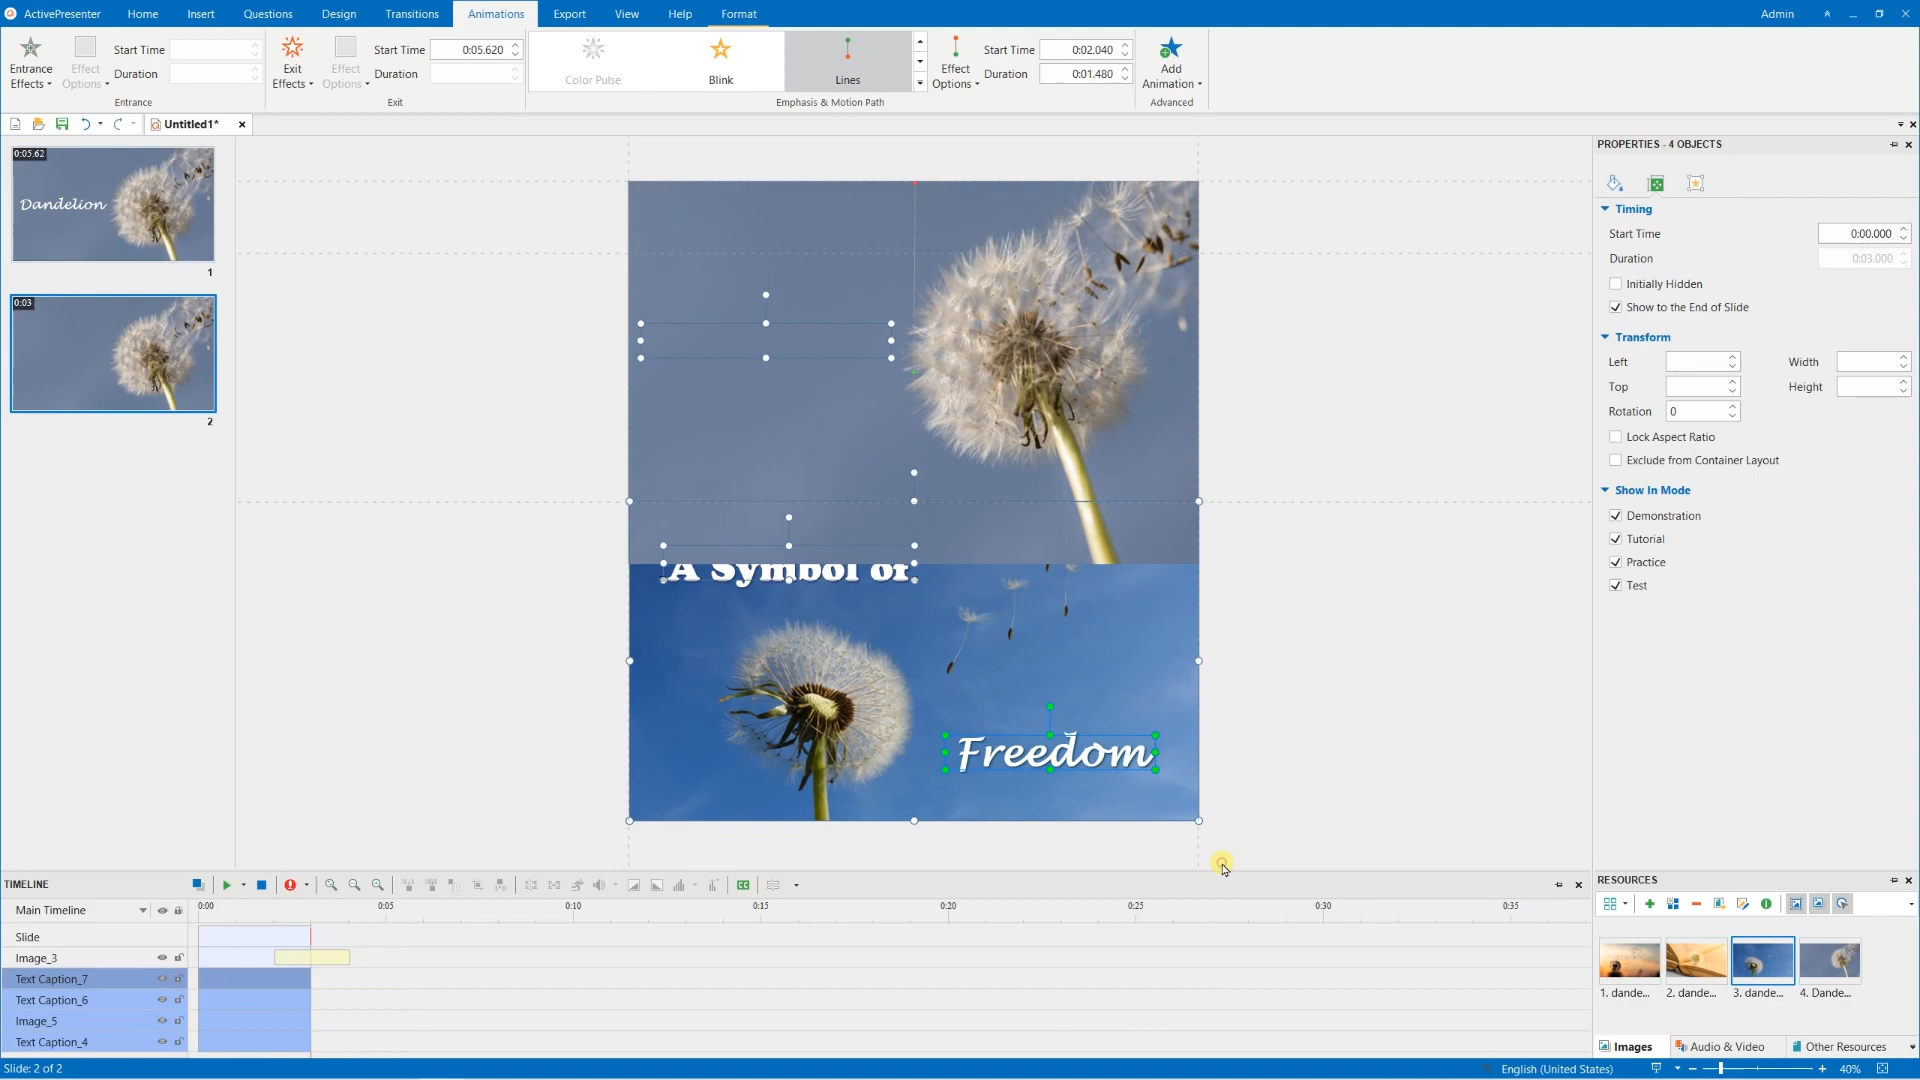 ActivePresenter Home Insert Questions Design Transitions Animations Export View Help Format Admin
Entrance Effects Effect Options Start Time Duration Entrance
Exit Effects Effect Options Start Time 0:05.620 Duration Exit
Color Pulse Blink Lines Effect Options Start Time 0:02.040 Duration 0:01.480 Emphasis & Motion Path
Add Animation Advanced
Untitled1*
0:05.62
Dandelion
1
0:03
2
A Symbol of
Freedom
PROPERTIES - 4 OBJECTS
Timing
Start Time 0:00.000
Duration 0:03.000
Initially Hidden
Show to the End of Slide
Transform
Left Width
Top Height
Rotation 0
Lock Aspect Ratio
Exclude from Container Layout
Show In Mode
Demonstration
Tutorial
Practice
Test
TIMELINE
CC
Main Timeline 0:00 0:05 0:10 0:15 0:20 0:25 0:30 0:35
Slide
Image_3
Text Caption_7
Text Caption_6
Image_5
Text Caption_4
RESOURCES
1. dande... 2. dande... 3. dande... 4. Dande...
Images Audio & Video Other Resources
Slide: 2 of 2 English (United States) 40%